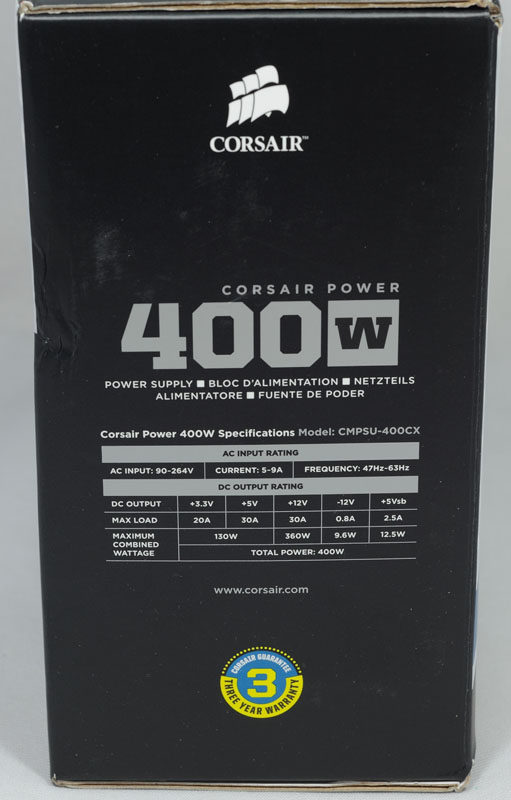 CORSAIR™
CORSAIR POWER
400W
POWER SUPPLY ■ BLOC D'ALIMENTATION ■ NETZTEILS
ALIMENTATORE ■ FUENTE DE PODER
Corsair Power 400W Specifications Model: CMPSU-400CX
AC INPUT RATING
AC INPUT: 90-264V CURRENT: 5-9A FREQUENCY: 47Hz-63Hz
DC OUTPUT RATING
DC OUTPUT +3.3V +5V +12V -12V +5Vsb
MAX LOAD 20A 30A 30A 0.8A 2.5A
MAXIMUM COMBINED WATTAGE 130W 360W 9.6W 12.5W
TOTAL POWER: 400W
www.corsair.com
CORSAIR GUARANTEE
3
THREE YEAR WARRANTY